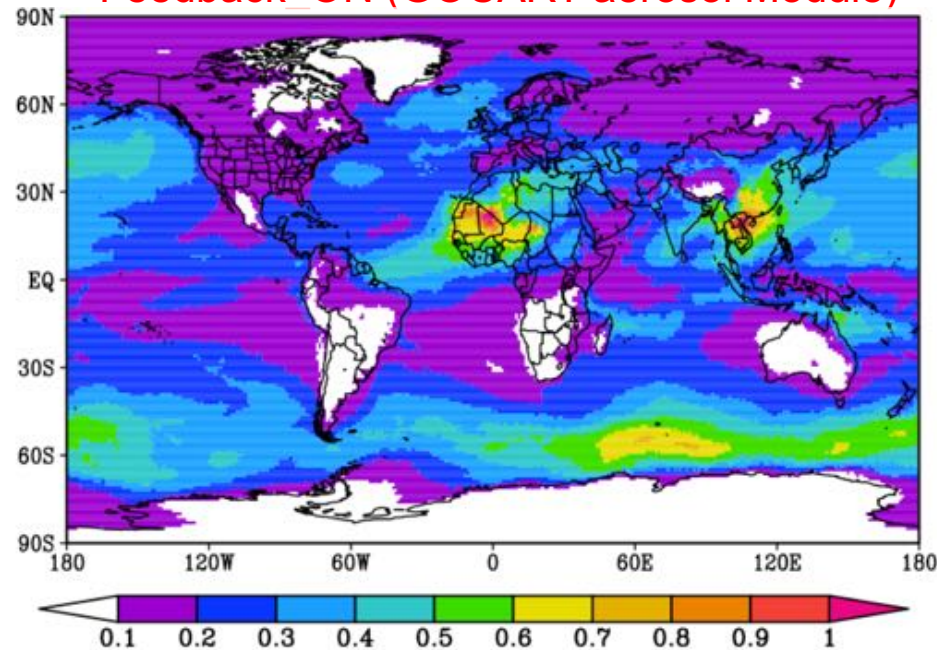 Feedback_ON (GOCART aerosol module)
90N
60N
30N
EQ
30S
60S
90S
180 120W 60W 0 60E 120E 180
0.1 0.2 0.3 0.4 0.5 0.6 0.7 0.8 0.9 1